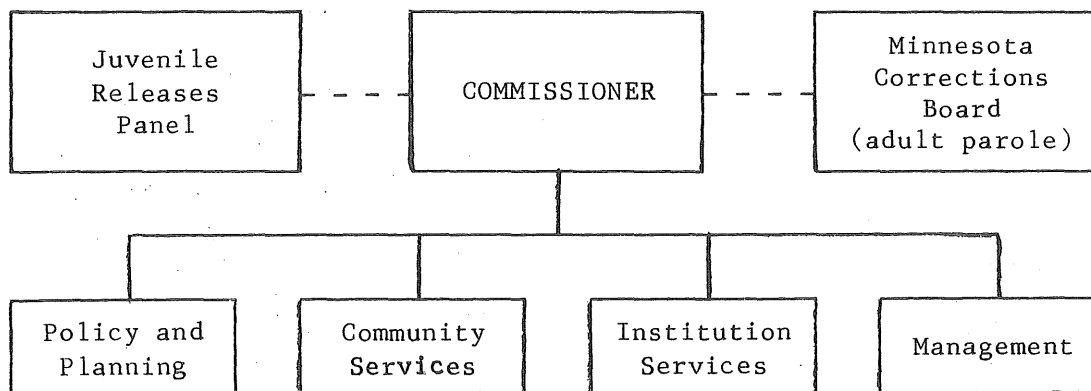 Juvenile
Releases
Panel
COMMISSIONER
Minnesota
Corrections
Board
(adult parole)
Policy and
Planning
Community
Services
Institution
Services
Management